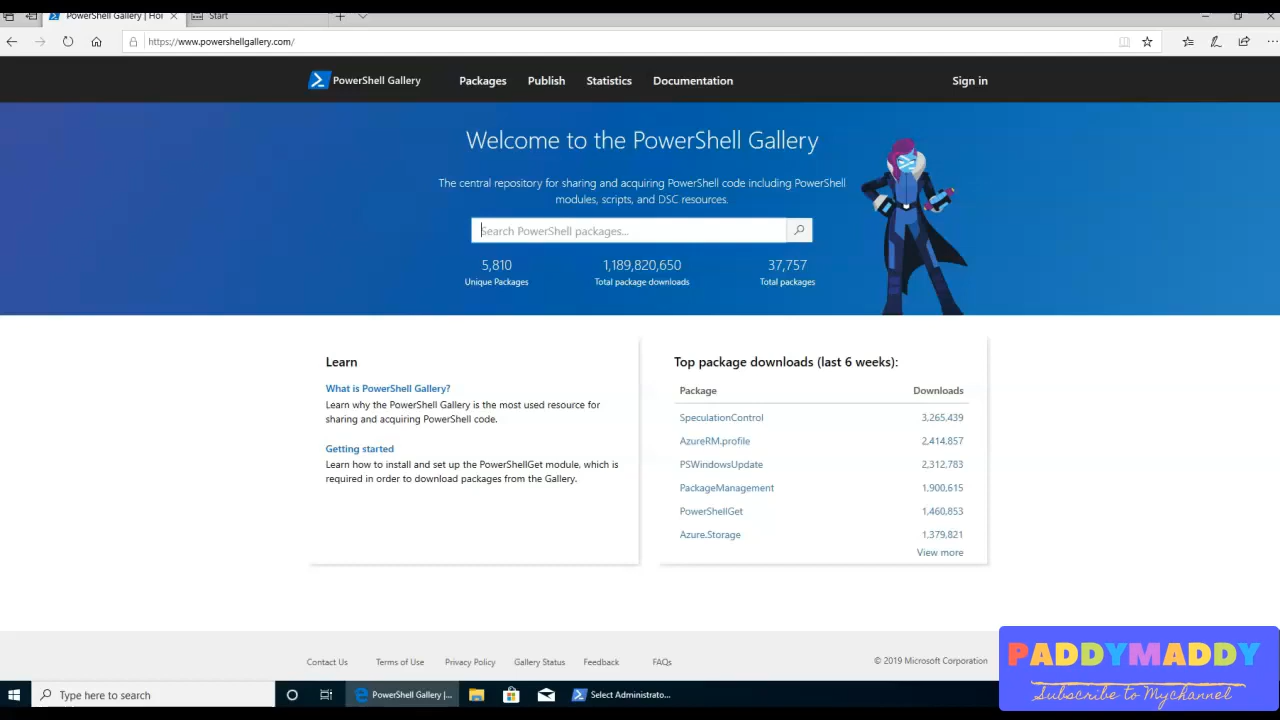 PowerShell Gallery | Hor
Start
https://www.powershellgallery.com/
PowerShell Gallery
Packages
Publish
Statistics
Documentation
Sign in
Welcome to the PowerShell Gallery
The central repository for sharing and acquiring PowerShell code including PowerShell
modules, scripts, and DSC resources.
Search PowerShell packages...
5,810
1,189,820,650
37,757
Unique Packages
Total package downloads
Total packages
Learn
What is PowerShell Gallery?
Learn why the PowerShell Gallery is the most used resource for
sharing and acquiring PowerShell code.
Getting started
Learn how to install and set up the PowerShellGet module, which is
required in order to download packages from the Gallery.
Top package downloads (last 6 weeks):
Package Downloads
SpeculationControl 3,265,439
AzureRM.profile 2,414,857
PSWindowsUpdate 2,312,783
PackageManagement 1,900,615
PowerShellGet 1,460,853
Azure.Storage 1,379,821
View more
Contact Us
Terms of Use
Privacy Policy
Gallery Status
Feedback
FAQs
© 2019 Microsoft Corporation
PADDYMADDY
Subscribe to Mychannel
Type here to search
PowerShell Gallery |...
Select Administrato...